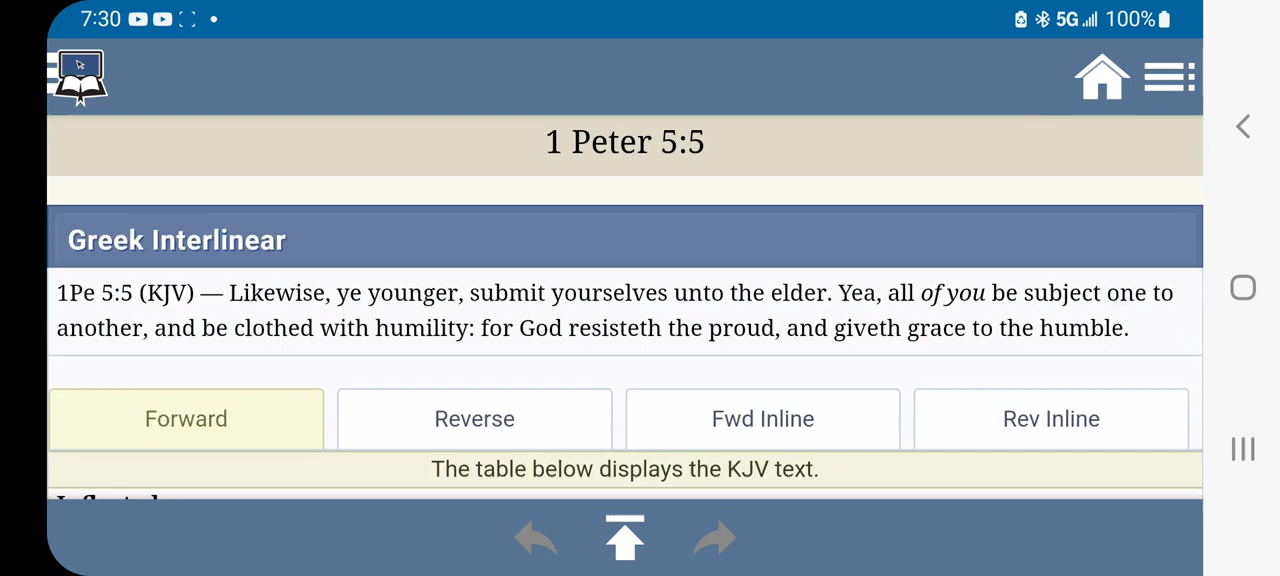 7:30 5G 100%
1 Peter 5:5
Greek Interlinear
1Pe 5:5 (KJV) — Likewise, ye younger, submit yourselves unto the elder. Yea, all of you be subject one to
another, and be clothed with humility: for God resisteth the proud, and giveth grace to the humble.
Forward Reverse Fwd Inline Rev Inline
The table below displays the KJV text.